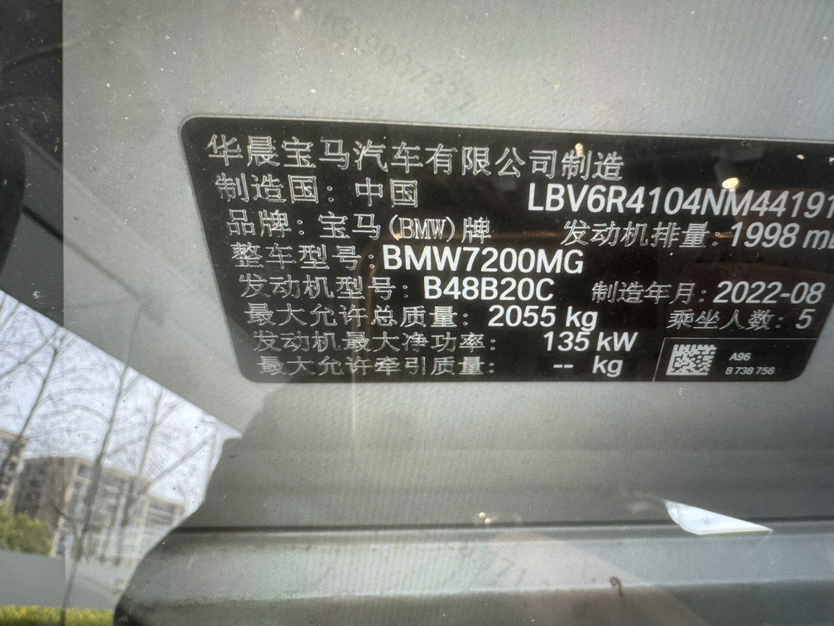 华晨宝马汽车有限公司制造
制造国：中国 LBV6R4104NM44191
品牌：宝马(BMW)牌 发动机排量：1998 m
整车型号：BMW7200MG
发动机型号：B48B20C 制造年月：2022-08
最大允许总质量：2055 kg 乘坐人数：5
发动机最大净功率：135 kW
最大允许牵引质量：-- kg
A96
8 738 756